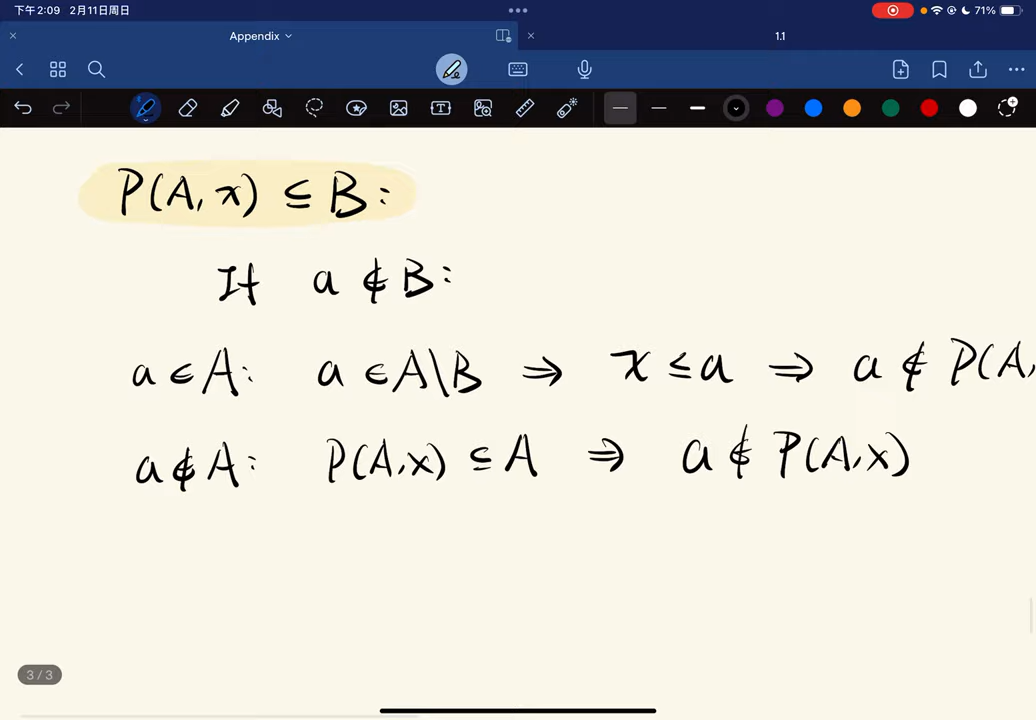 下午2:09 2月11日周日 71%
Appendix 1.1
P(A, x) ⊆ B:
If a ∉ B:
a ∈ A: a ∈ A\B ⇒ x ≤ a ⇒ a ∉ P(A,
a ∉ A: P(A,x) ⊆ A ⇒ a ∉ P(A,x)
3 / 3